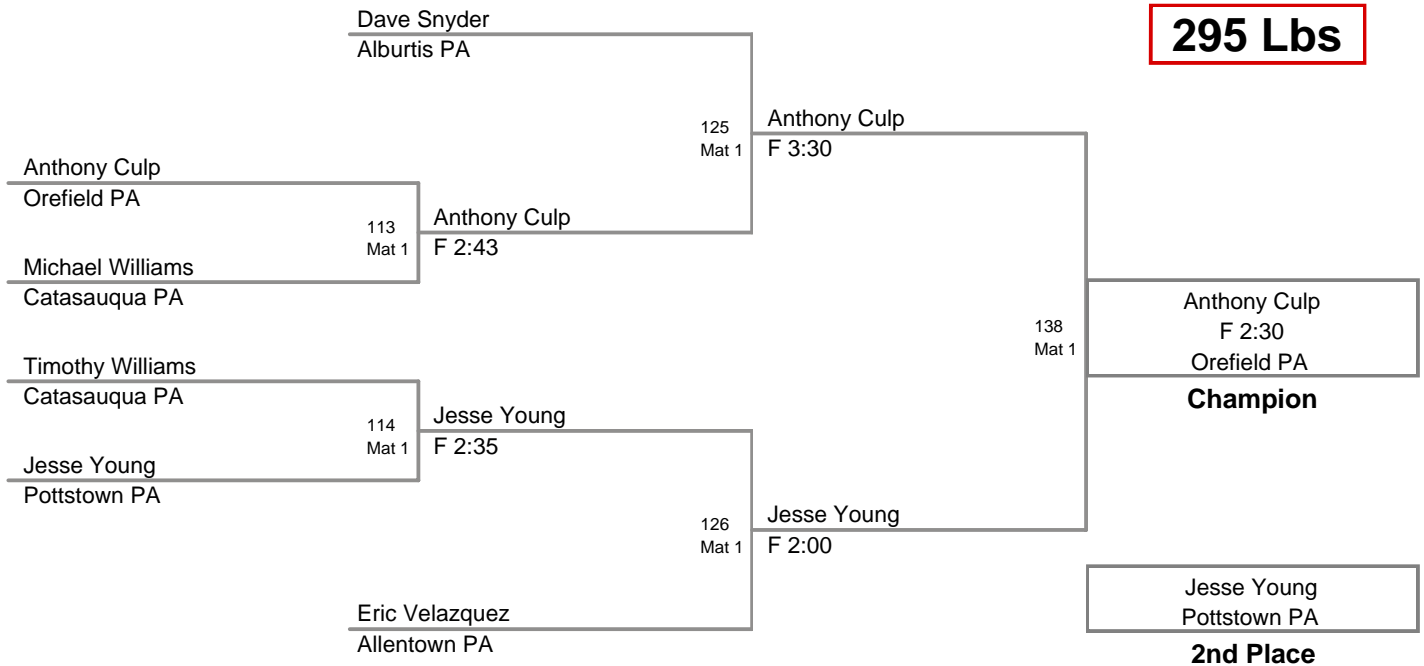 Dave Snyder
Alburtis PA
295 Lbs
125
Mat 1
Anthony Culp
F 3:30
Anthony Culp
Orefield PA
113
Mat 1
Anthony Culp
F 2:43
Michael Williams
Catasauqua PA
138
Mat 1
Anthony Culp
F 2:30
Orefield PA
Champion
Timothy Williams
Catasauqua PA
114
Mat 1
Jesse Young
F 2:35
Jesse Young
Pottstown PA
126
Mat 1
Jesse Young
F 2:00
Eric Velazquez
Allentown PA
Jesse Young
Pottstown PA
2nd Place